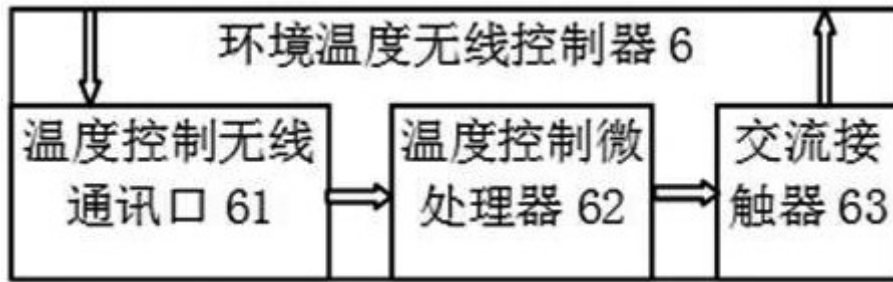 环境温度无线控制器 6
温度控制无线
通讯口 61
温度控制微
处理器 62
交流接
触器 63